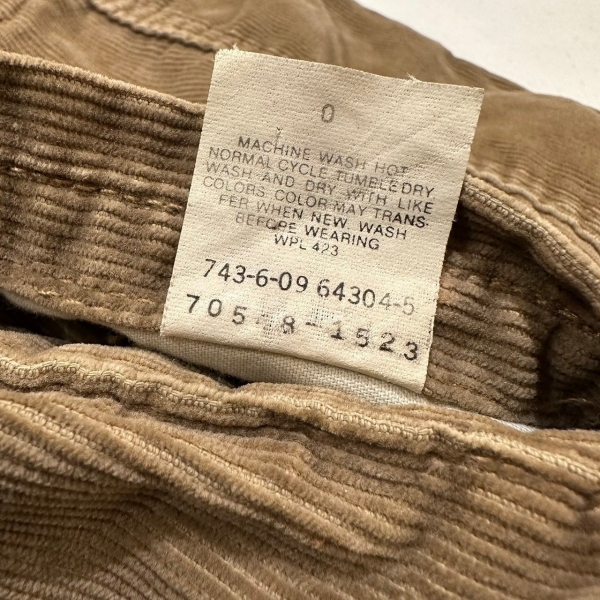 0
MACHINE WASH HOT
NORMAL CYCLE TUMBLE DRY
WASH AND DRY WITH LIKE
COLORS. COLOR MAY TRANS-
FER WHEN NEW. WASH
BEFORE WEARING
WPL 423
743-6-09 64304-5
705-8-1523